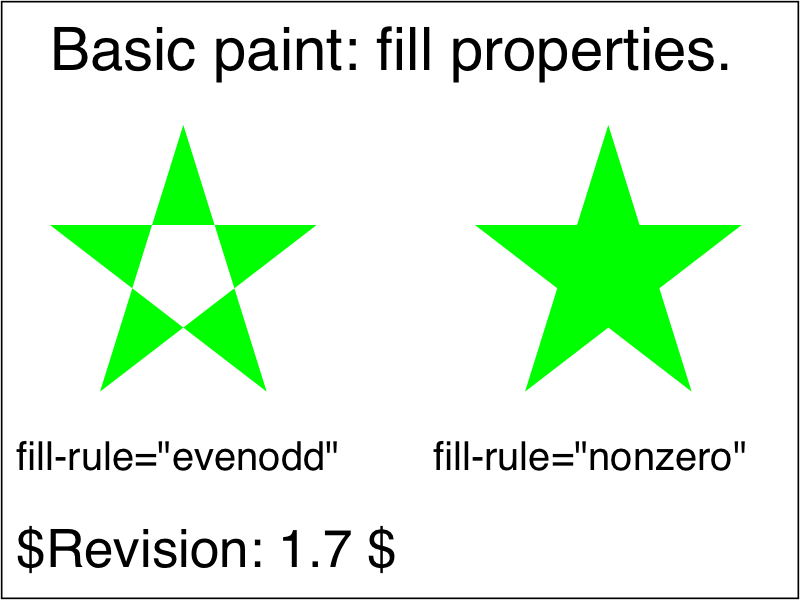 Basic paint: fill properties.
fill-rule="evenodd"
fill-rule="nonzero"
$Revision: 1.7 $